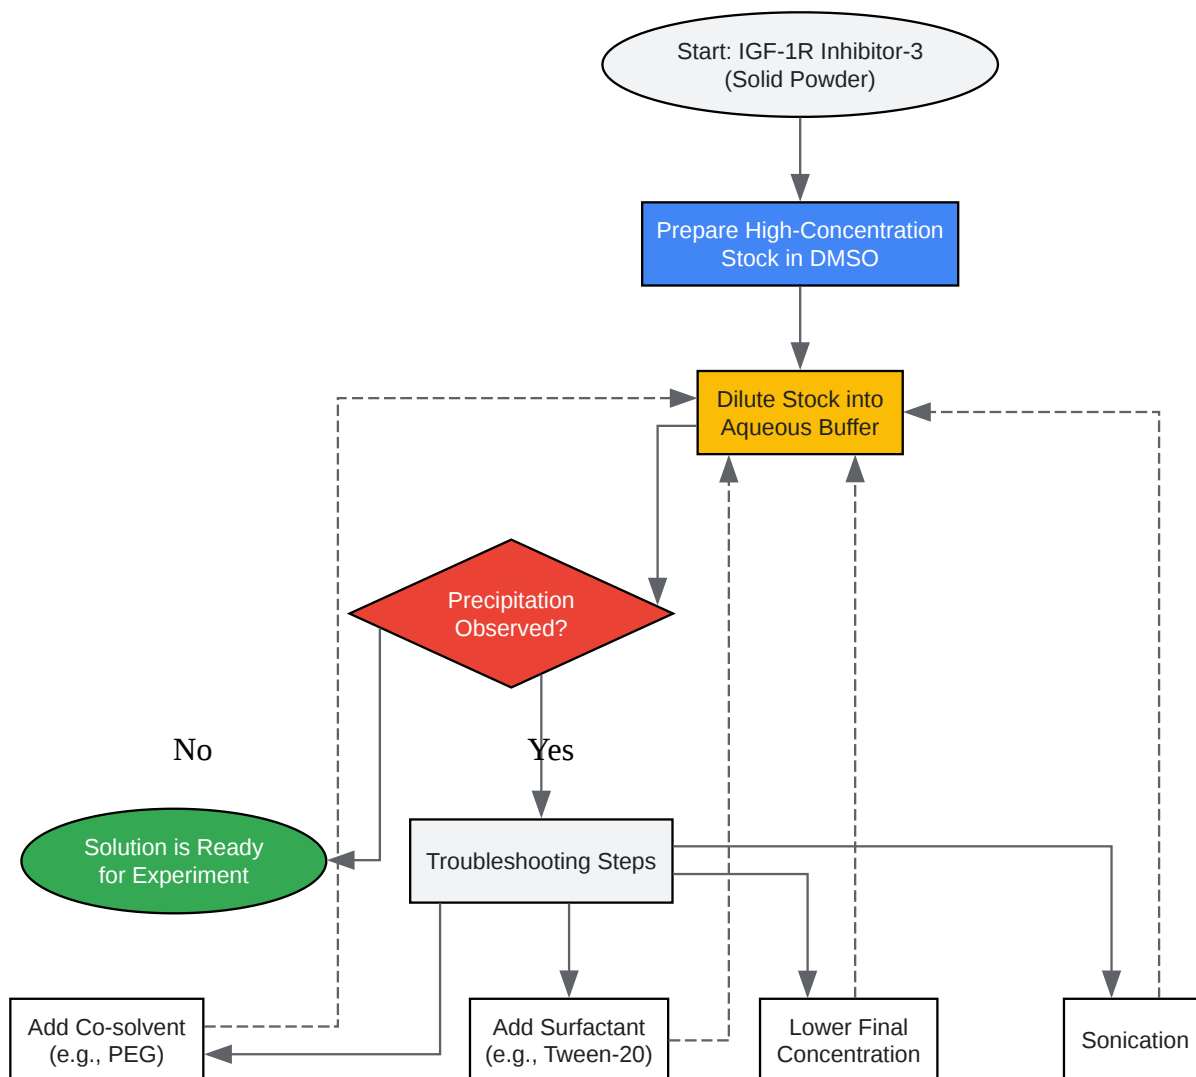 Start: IGF-1R Inhibitor-3
(Solid Powder)
Prepare High-Concentration
Stock in DMSO
Dilute Stock into
Aqueous Buffer
Precipitation
Observed?
No
Yes
Solution is Ready
for Experiment
Troubleshooting Steps
Add Co-solvent
(e.g., PEG)
Add Surfactant
(e.g., Tween-20)
Lower Final
Concentration
Sonication